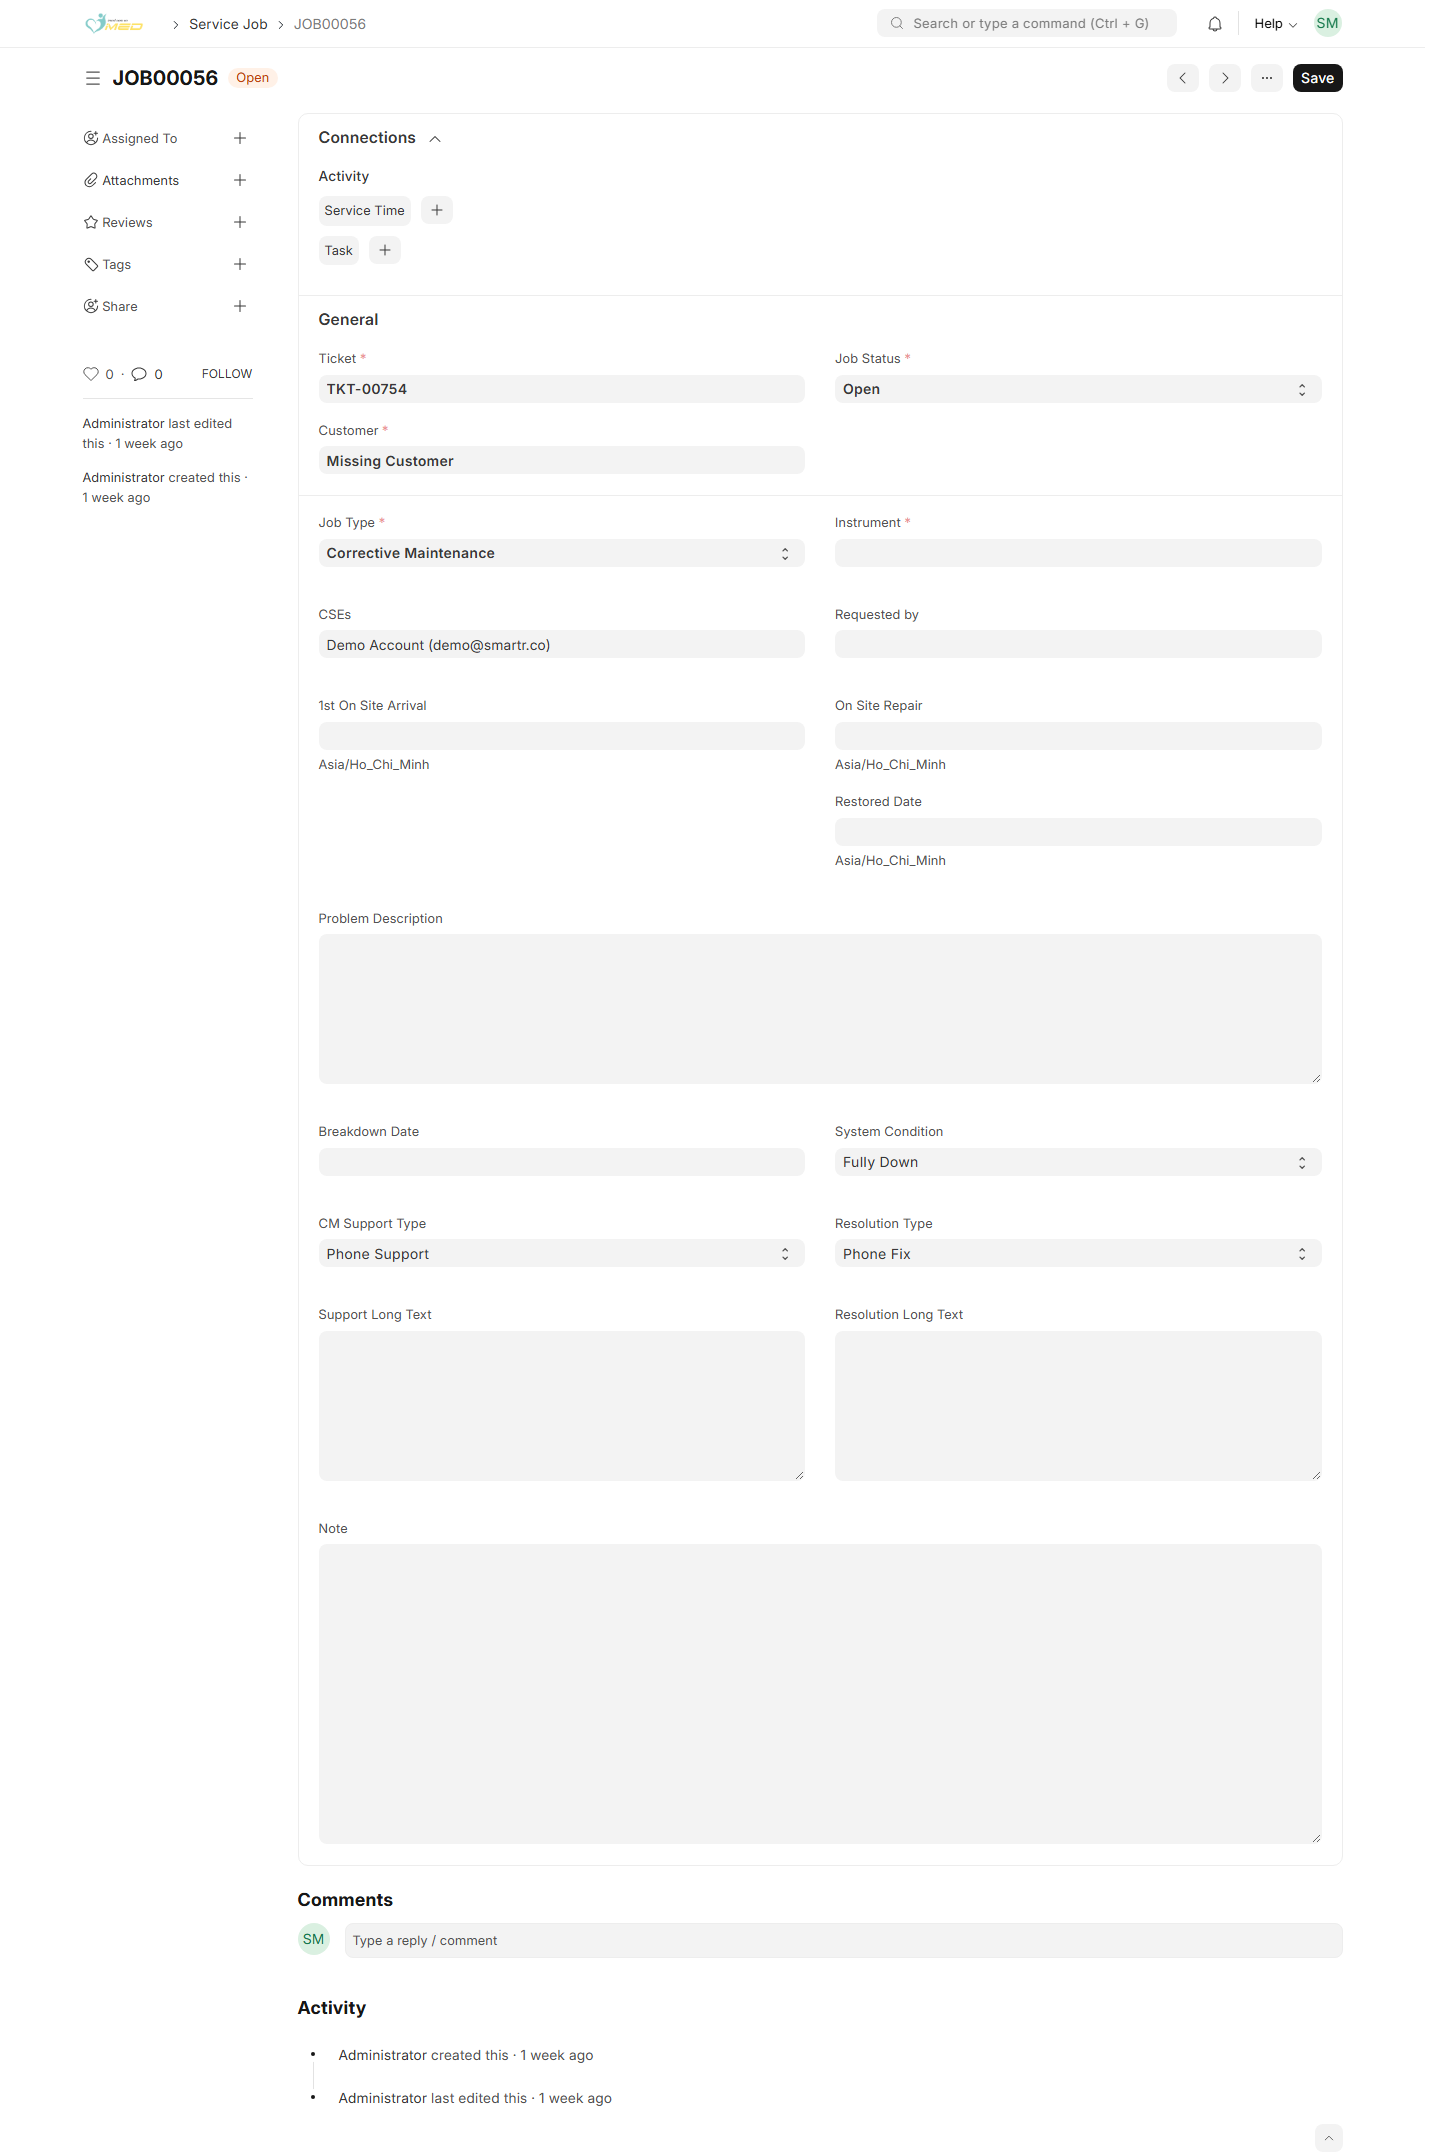 MED
Service Job
JOB00056
Search or type a command (Ctrl + G)
Help
SM
JOB00056
Open
Save
Assigned To
Attachments
Reviews
Tags
Share
0 · 0 FOLLOW
Administrator last edited
this · 1 week ago
Administrator created this ·
1 week ago
Connections
Activity
Service Time
Task
General
Ticket *
TKT-00754
Job Status *
Open
Customer *
Missing Customer
Job Type *
Corrective Maintenance
Instrument *
CSEs
Demo Account (demo@smartr.co)
Requested by
1st On Site Arrival
Asia/Ho_Chi_Minh
On Site Repair
Asia/Ho_Chi_Minh
Restored Date
Asia/Ho_Chi_Minh
Problem Description
Breakdown Date
System Condition
Fully Down
CM Support Type
Phone Support
Resolution Type
Phone Fix
Support Long Text
Resolution Long Text
Note
Comments
SM
Type a reply / comment
Activity
Administrator created this · 1 week ago
Administrator last edited this · 1 week ago